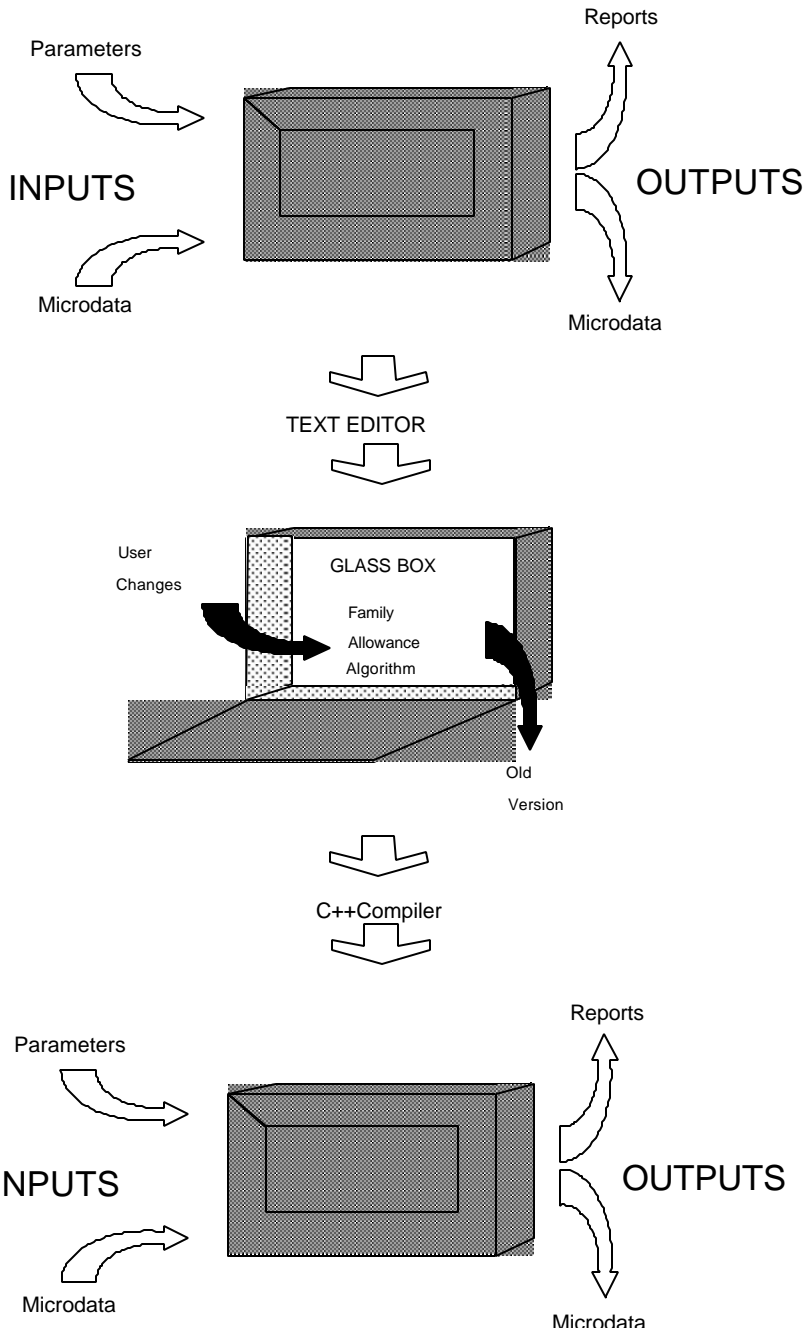 Reports
Parameters
INPUTS
OUTPUTS
Microdata
Microdata
TEXT EDITOR
User
Changes
GLASS BOX
Family
Allowance
Algorithm
Old
Version
C++Compiler
Reports
Parameters
NPUTS
OUTPUTS
Microdata
Microdata